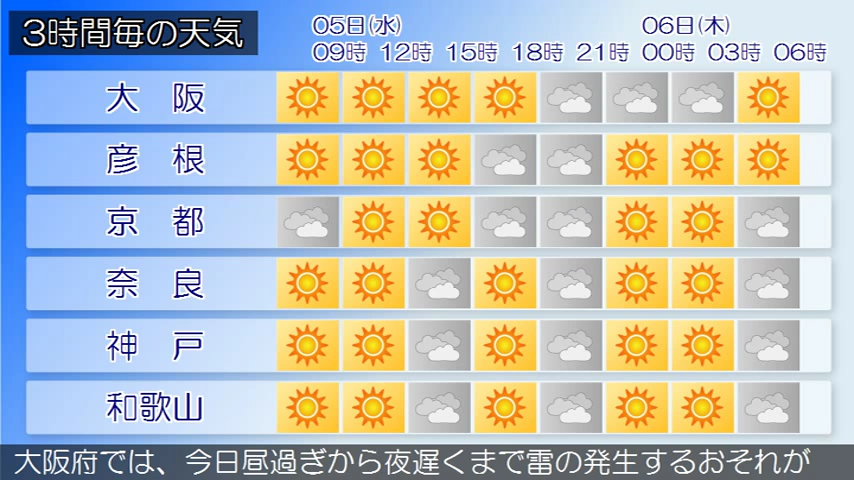 3時間毎の天気
05日(水) 06日(木)
09時 12時 15時 18時 21時 00時 03時 06時
大阪
彦根
京都
奈良
神戸
和歌山
大阪府では、今日昼過ぎから夜遅くまで雷の発生するおそれが